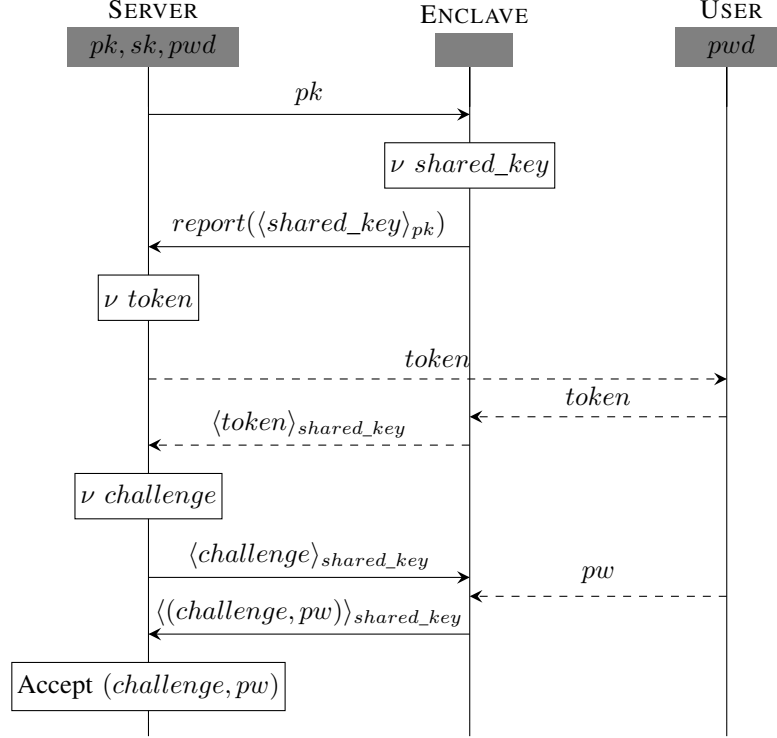 SERVER ENCLAVE USER
pk, sk, pwd pwd
pk
ν shared_key
report(⟨shared_key⟩pk)
ν token
token
token
⟨token⟩shared_key
ν challenge
⟨challenge⟩shared_key
pw
⟨(challenge, pw)⟩shared_key
Accept (challenge, pw)